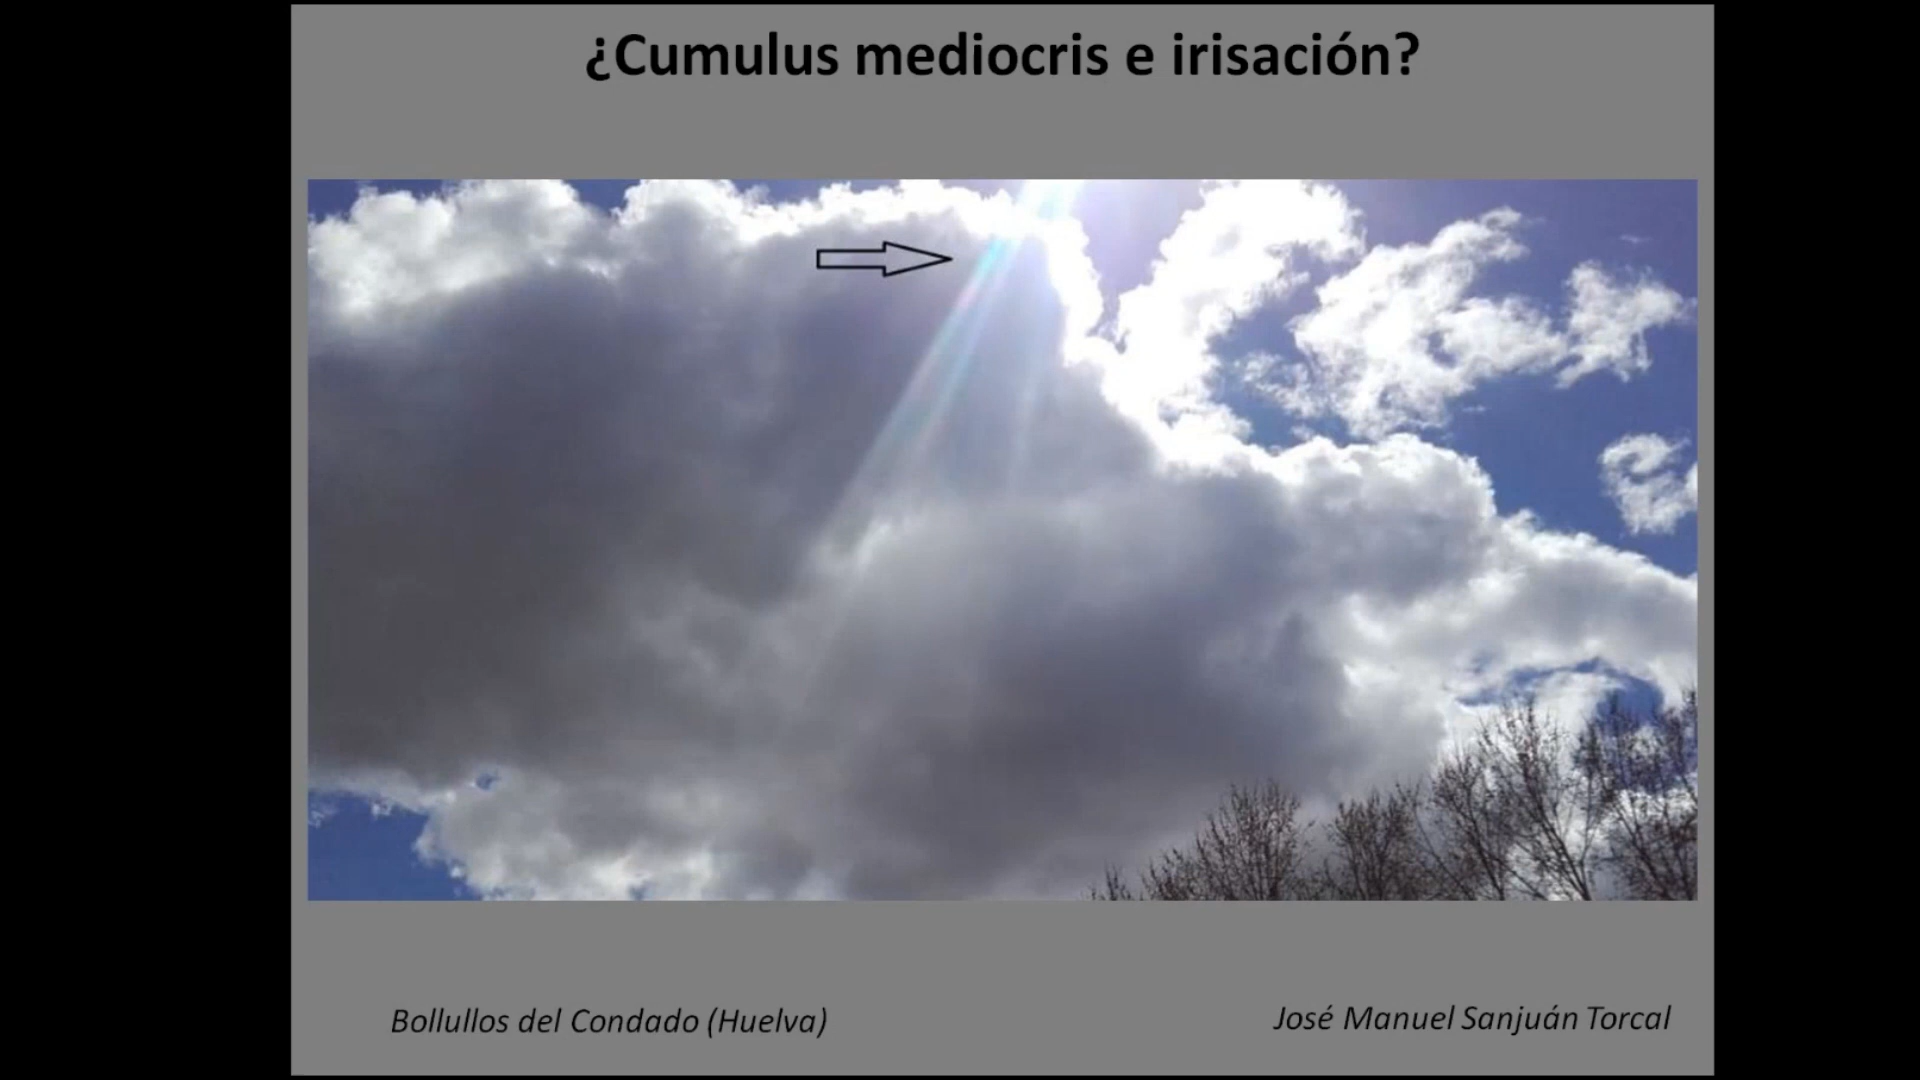 ¿Cumulus mediocris e irisación?
Bollullos del Condado (Huelva)
José Manuel Sanjuán Torcal